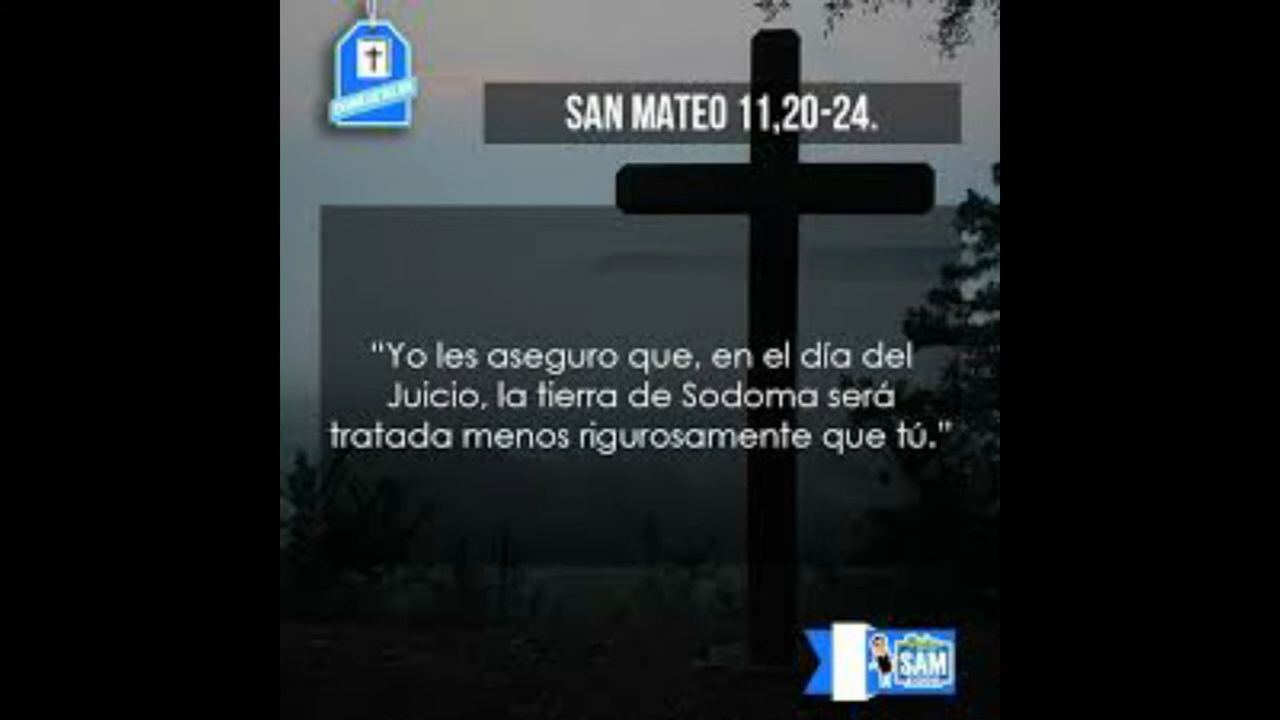 SAN MATEO 11,20-24.
“Yo les aseguro que, en el día del
Juicio, la tierra de Sodoma será
tratada menos rigurosamente que tú.”
SAM